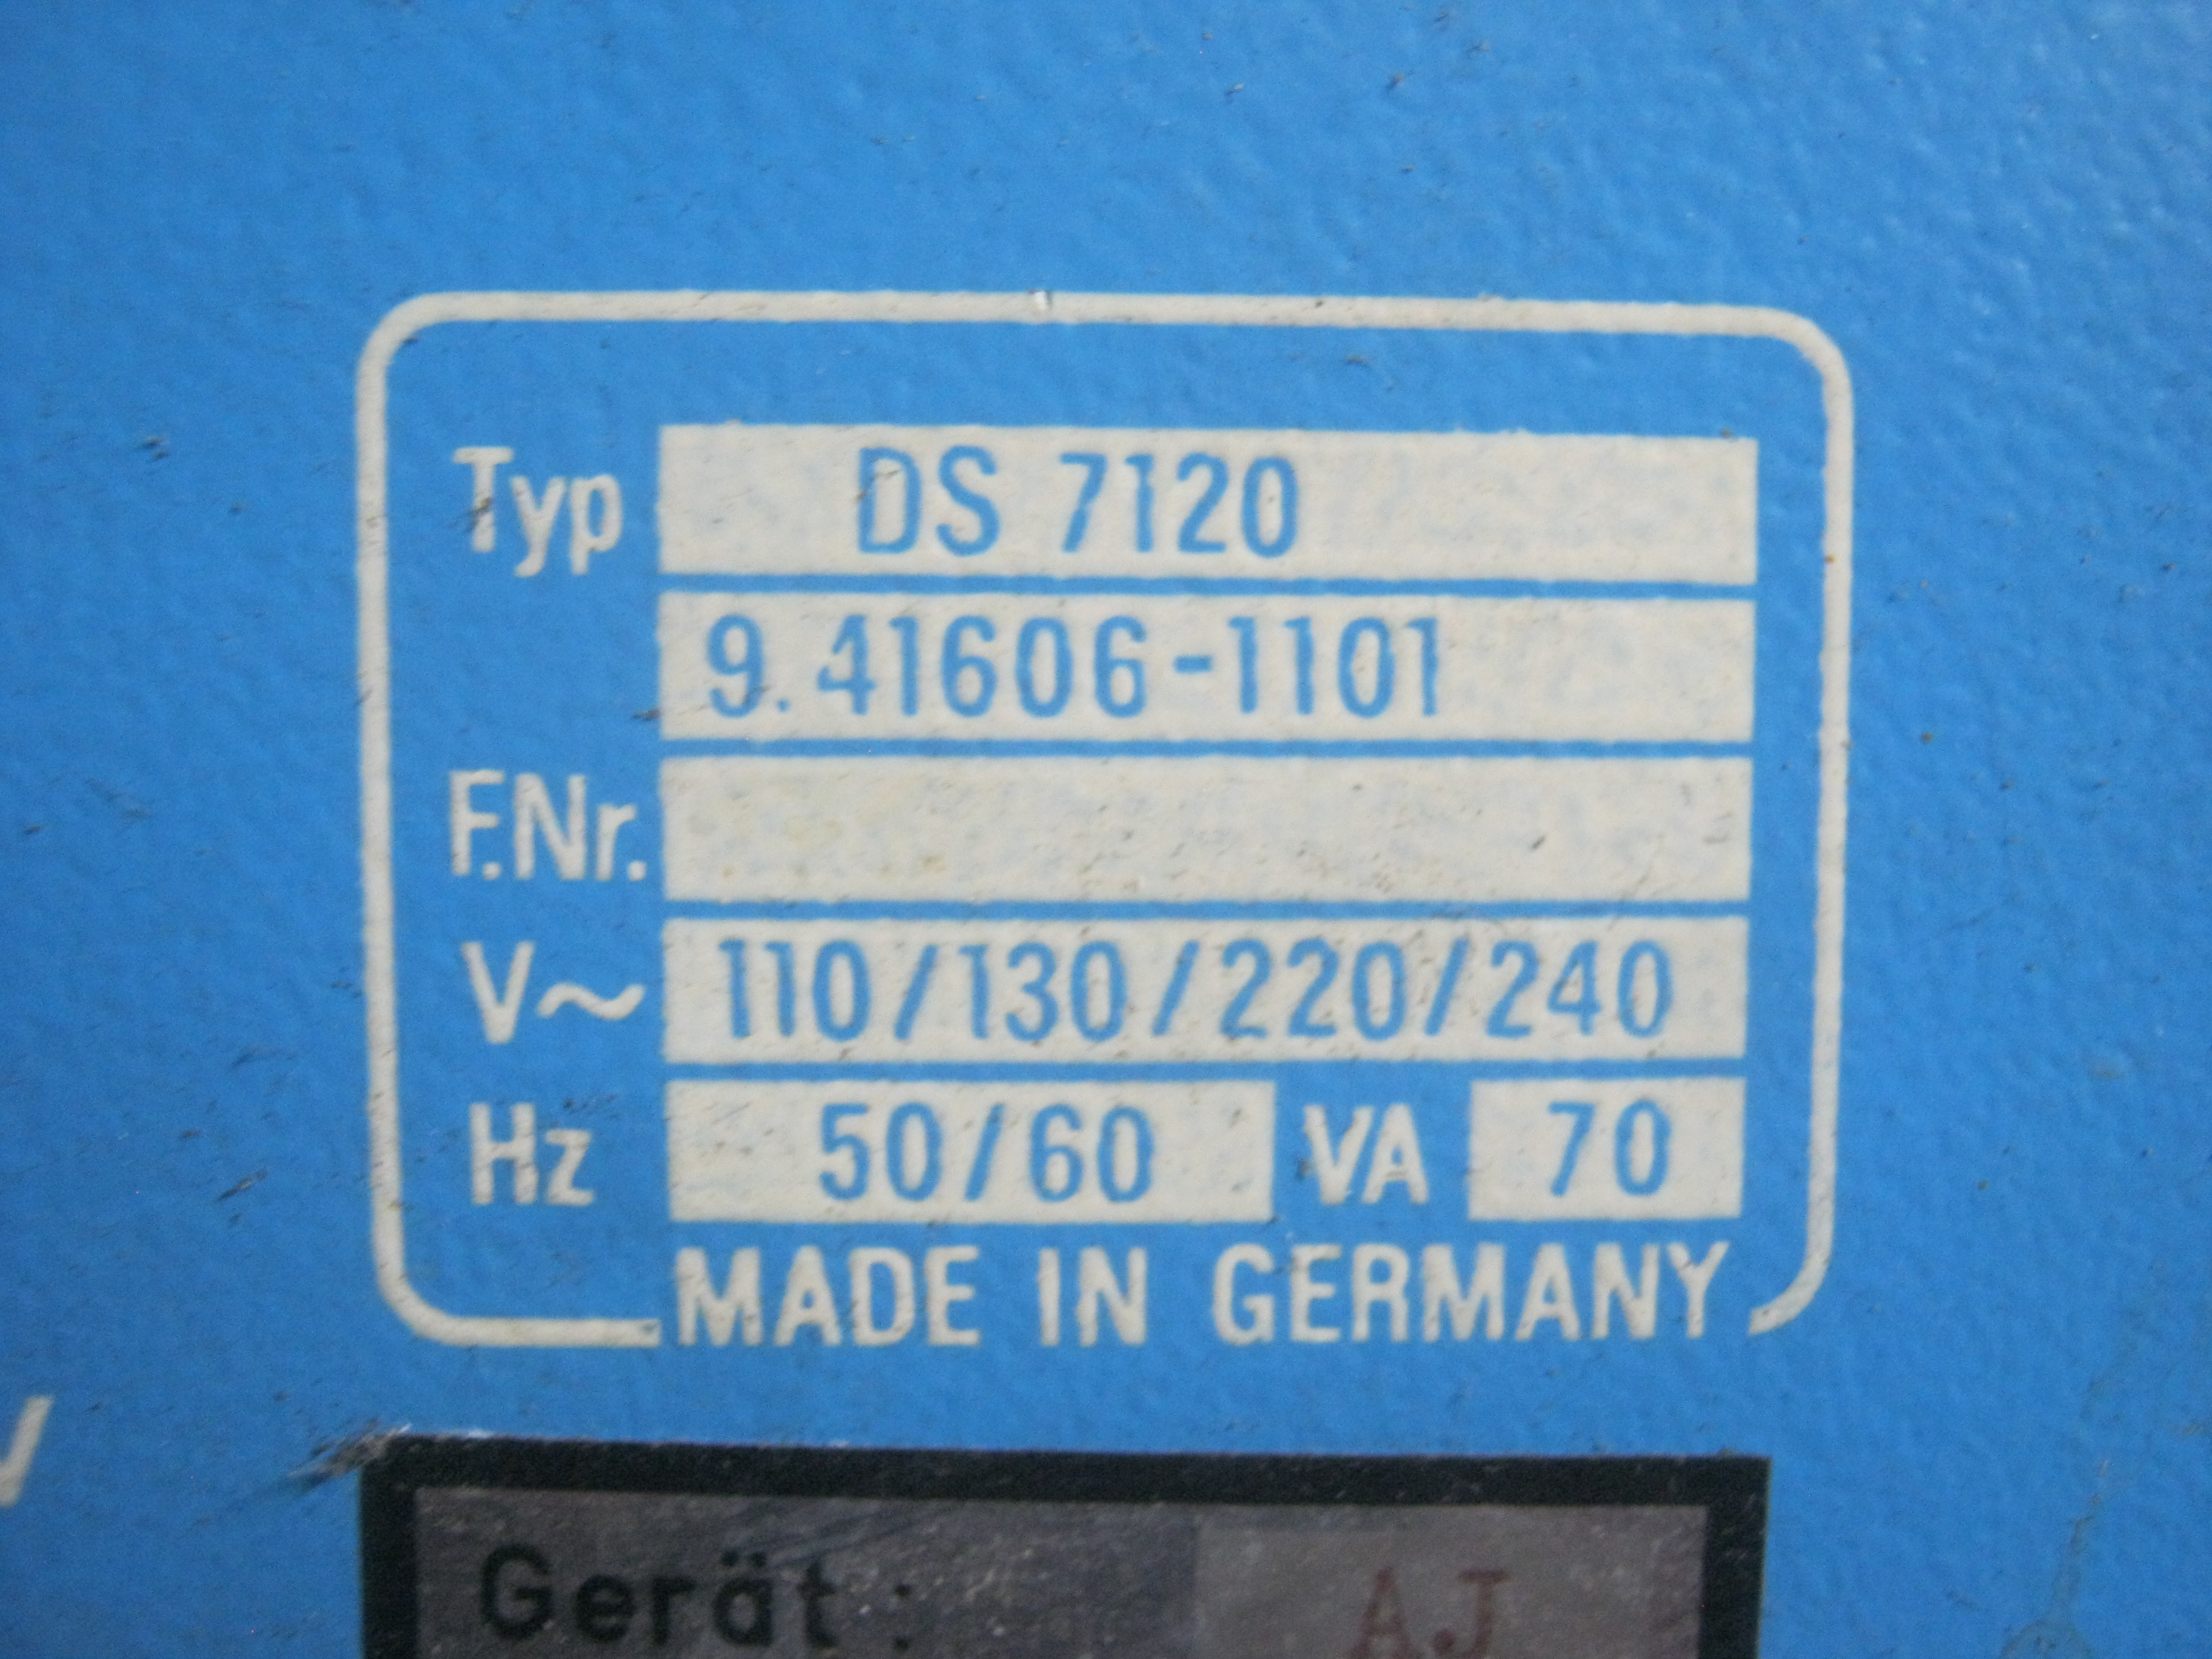 Typ DS 7120
9.41606-1101
F.Nr.
V~ 110/130/220/240
Hz 50/60 VA 70
MADE IN GERMANY
Gerät: AJ